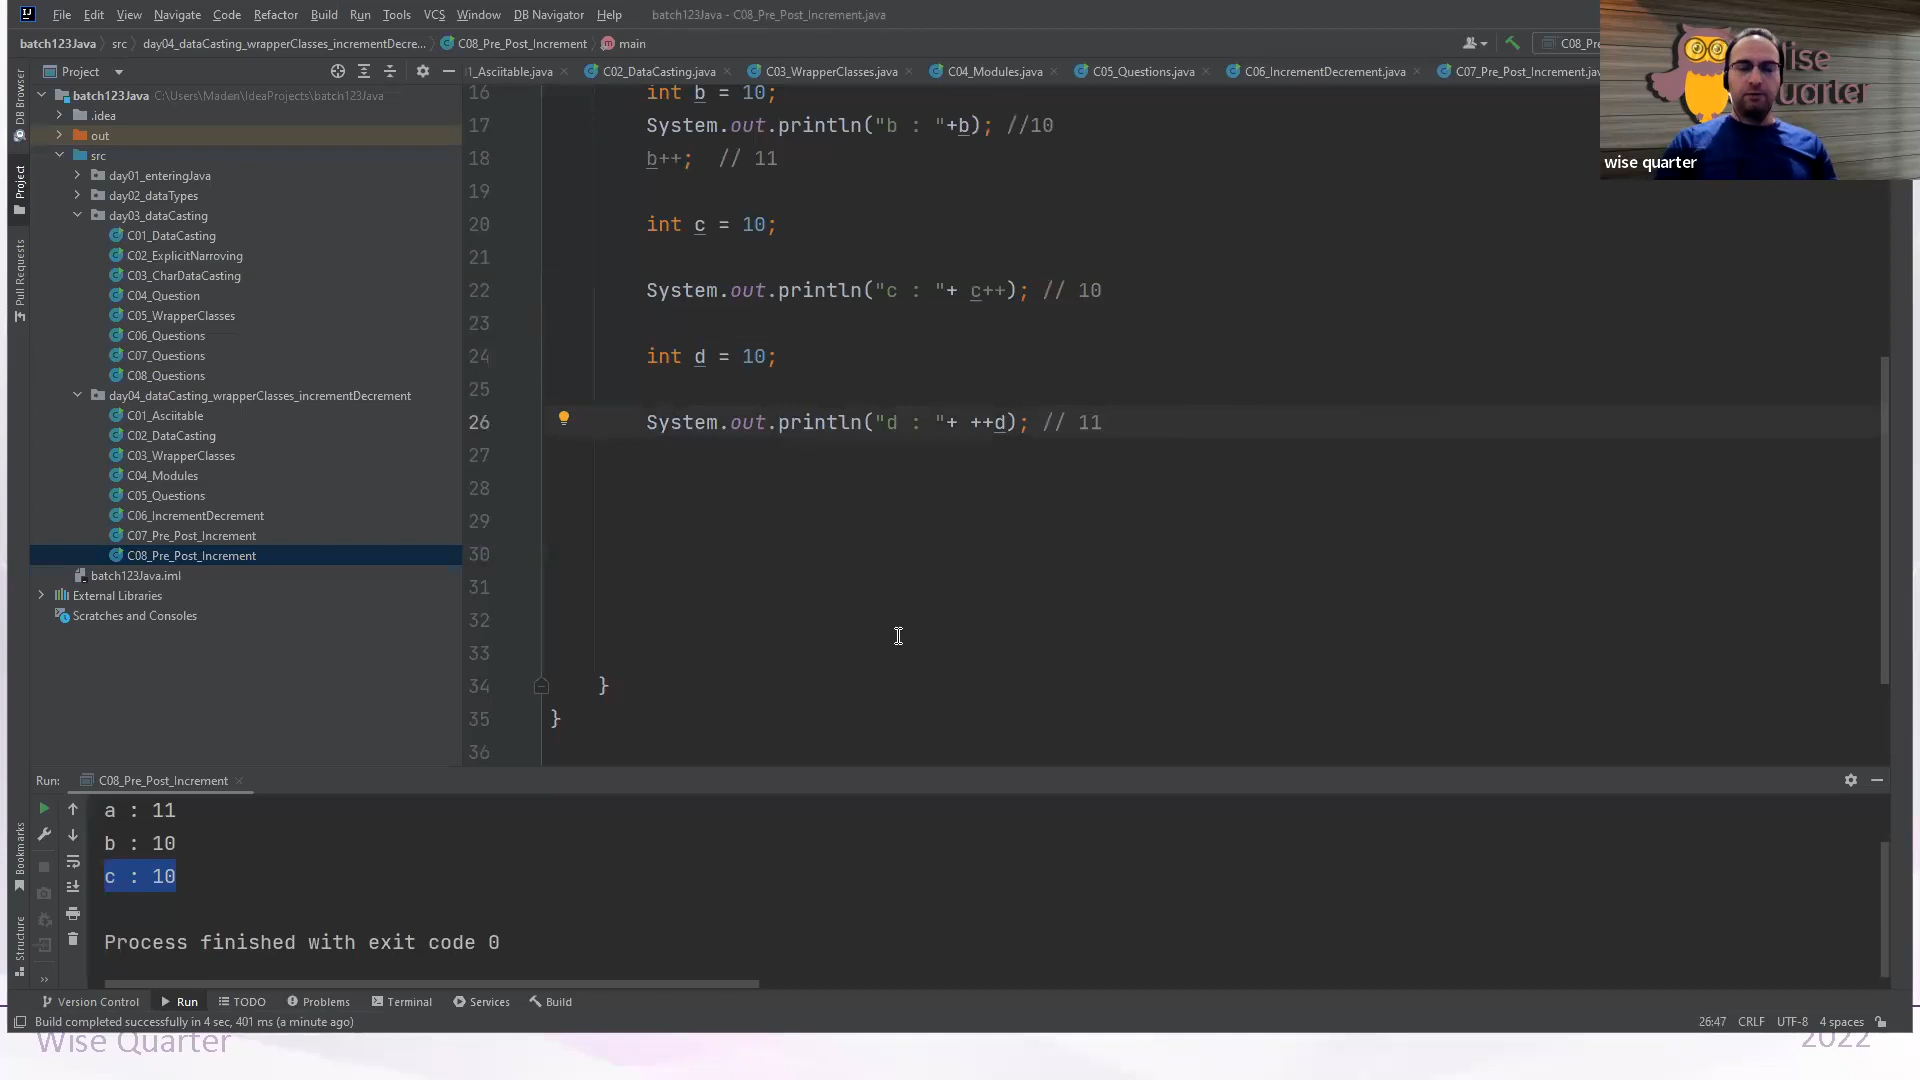 File Edit View Navigate Code Refactor Build Run Tools VCS Window DB Navigator Help batch123Java - C08_Pre_Post_Increment.java
batch123Java src day04_dataCasting_wrapperClasses_incrementDecre... C08_Pre_Post_Increment main C08_Pre
Project
1_Asciitable.java C02_DataCasting.java C03_WrapperClasses.java C04_Modules.java C05_Questions.java C06_IncrementDecrement.java C07_Pre_Post_Increment.jav
wise
quarter
wise quarter
DB Browser
Project
Pull Requests
Bookmarks
Structure
batch123Java C:\Users\Maden\IdeaProjects\batch123Java
.idea
out
src
day01_enteringJava
day02_dataTypes
day03_dataCasting
C01_DataCasting
C02_ExplicitNarroving
C03_CharDataCasting
C04_Question
C05_WrapperClasses
C06_Questions
C07_Questions
C08_Questions
day04_dataCasting_wrapperClasses_incrementDecrement
C01_Asciitable
C02_DataCasting
C03_WrapperClasses
C04_Modules
C05_Questions
C06_IncrementDecrement
C07_Pre_Post_Increment
C08_Pre_Post_Increment
batch123Java.iml
External Libraries
Scratches and Consoles
16 int b = 10;
17 System.out.println("b : "+b); //10
18 b++; // 11
19
20 int c = 10;
21
22 System.out.println("c : "+ c++); // 10
23
24 int d = 10;
25
26 System.out.println("d : "+ ++d); // 11
27
28
29
30
31
32
33
34 }
35 }
36
Run: C08_Pre_Post_Increment
a : 11
b : 10
c : 10
Process finished with exit code 0
Version Control Run TODO Problems Terminal Services Build
Build completed successfully in 4 sec, 401 ms (a minute ago) 26:47 CRLF UTF-8 4 spaces
Wise Quarter 2022